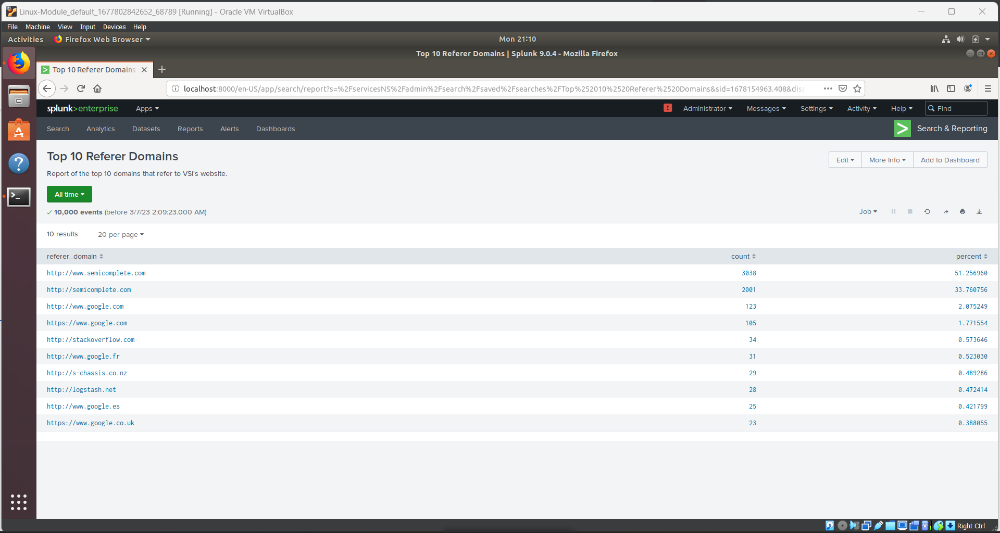 Linux-Module_default_1677802842652_68789 [Running] - Oracle VM VirtualBox
File Machine View Input Devices Help
Activities Firefox Web Browser Mon 21:10
Top 10 Referer Domains | Splunk 9.0.4 - Mozilla Firefox
Top 10 Referer Domains
localhost:8000/en-US/app/search/report?s=%2FservicesNS%2Fadmin%2Fsearch%2Fsaved%2Fsearches%2FTop%252010%2520Referer%2520Domains&sid=1678154963.408&disp
splunk>enterprise Apps ! Administrator Messages Settings Activity Help Find
Search Analytics Datasets Reports Alerts Dashboards Search & Reporting
Top 10 Referer Domains
Edit More Info Add to Dashboard
Report of the top 10 domains that refer to VSI's website.
All time
10,000 events (before 3/7/23 2:09:23.000 AM) Job
10 results 20 per page
referer_domain count percent
http://www.semicomplete.com 3038 51.256960
http://semicomplete.com 2001 33.760756
http://www.google.com 123 2.075249
https://www.google.com 105 1.771554
http://stackoverflow.com 34 0.573646
http://www.google.fr 31 0.523030
http://s-chassis.co.nz 29 0.489286
http://logstash.net 28 0.472414
http://www.google.es 25 0.421799
https://www.google.co.uk 23 0.388055
Right Ctrl